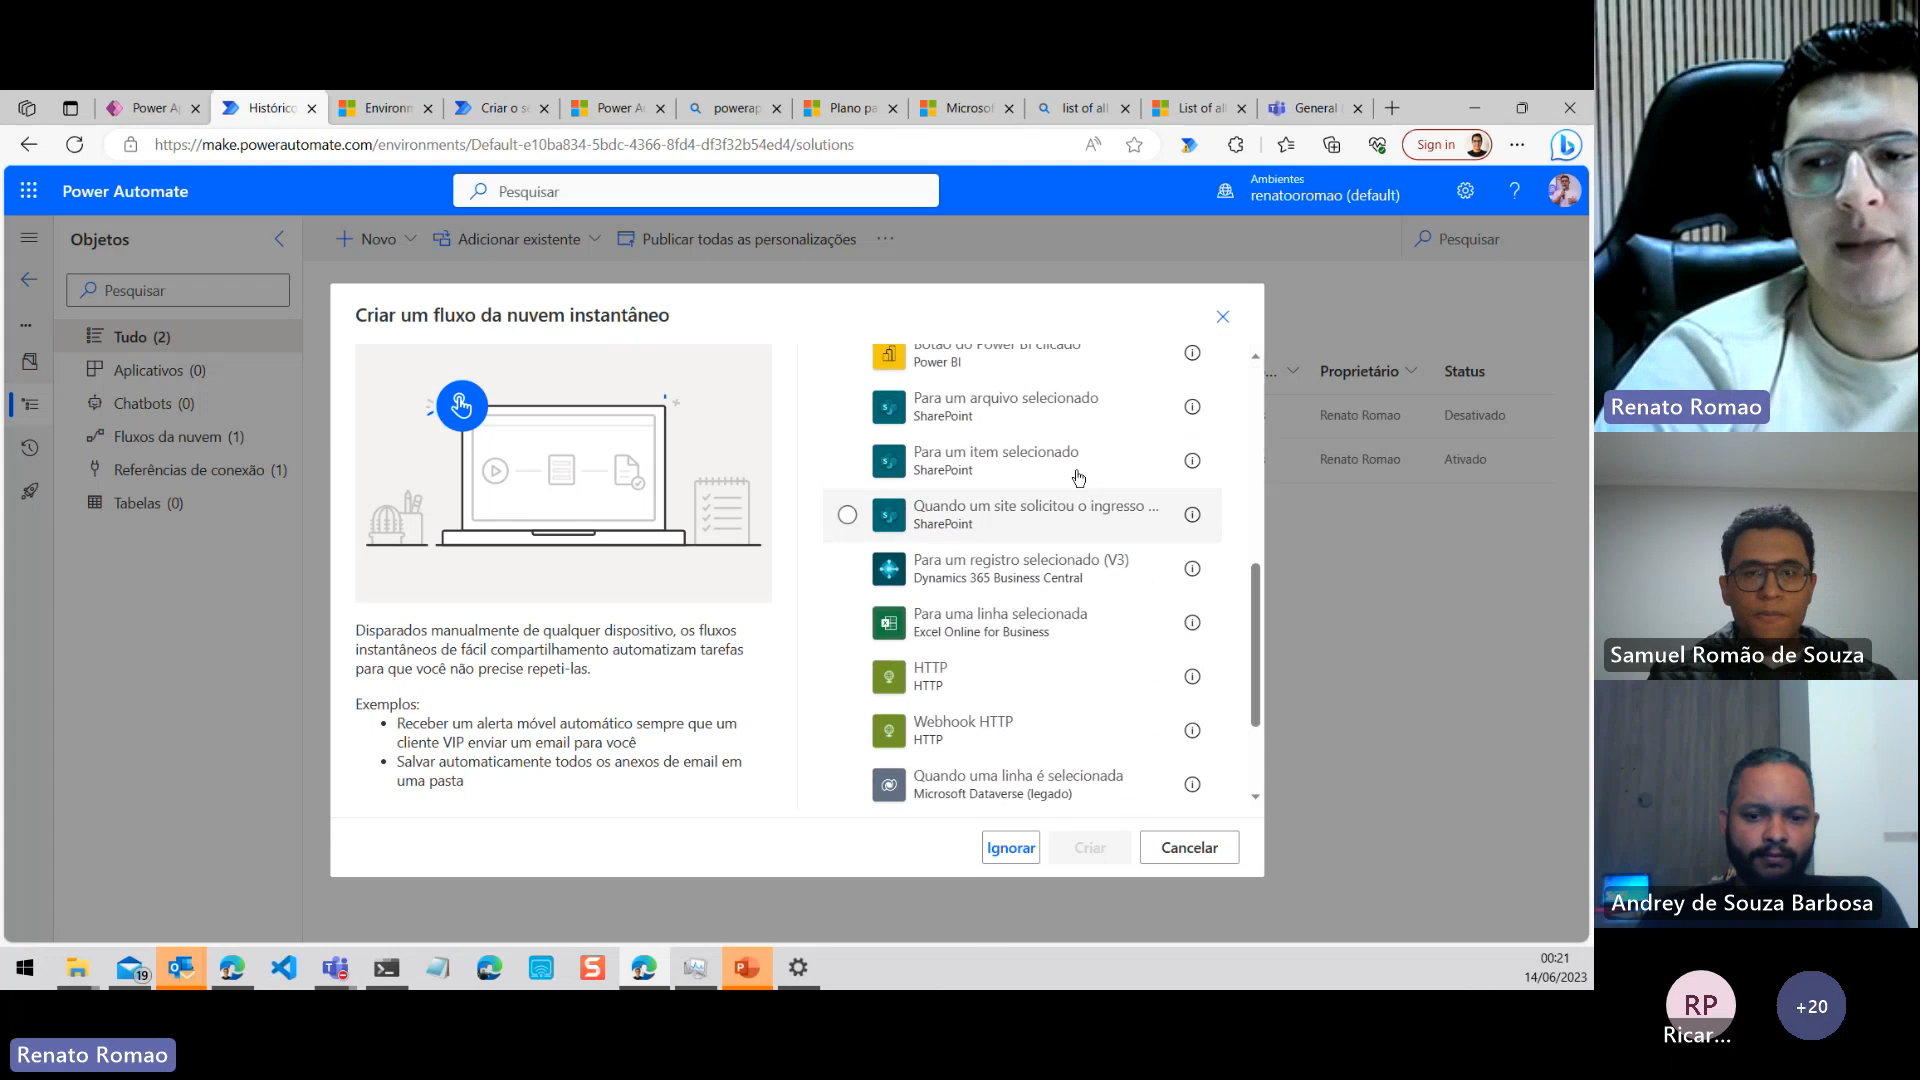 Power A
Histórico
Environm
Criar o se
Power Au
powerap
Plano pa
Microsof
list of all
List of all
General
https://make.powerautomate.com/environments/Default-e10ba834-5bdc-4366-8fd4-df3f32b54ed4/solutions
Sign in
Power Automate
Pesquisar
Ambientes
renatooromao (default)
Objetos
Novo
Adicionar existente
Publicar todas as personalizações
Pesquisar
Pesquisar
Tudo (2)
Aplicativos (0)
Chatbots (0)
Fluxos da nuvem (1)
Referências de conexão (1)
Tabelas (0)
Proprietário
Status
Renato Romao
Desativado
Renato Romao
Ativado
Criar um fluxo da nuvem instantâneo
Disparados manualmente de qualquer dispositivo, os fluxos
instantâneos de fácil compartilhamento automatizam tarefas
para que você não precise repeti-las.
Exemplos:
Receber um alerta móvel automático sempre que um
cliente VIP enviar um email para você
Salvar automaticamente todos os anexos de email em
uma pasta
Botão do Power BI clicado
Power BI
Para um arquivo selecionado
SharePoint
Para um item selecionado
SharePoint
Quando um site solicitou o ingresso ...
SharePoint
Para um registro selecionado (V3)
Dynamics 365 Business Central
Para uma linha selecionada
Excel Online for Business
HTTP
HTTP
Webhook HTTP
HTTP
Quando uma linha é selecionada
Microsoft Dataverse (legado)
Ignorar
Criar
Cancelar
19
00:21
14/06/2023
Renato Romao
Samuel Romão de Souza
Andrey de Souza Barbosa
RP
Ricar...
+20
Renato Romao